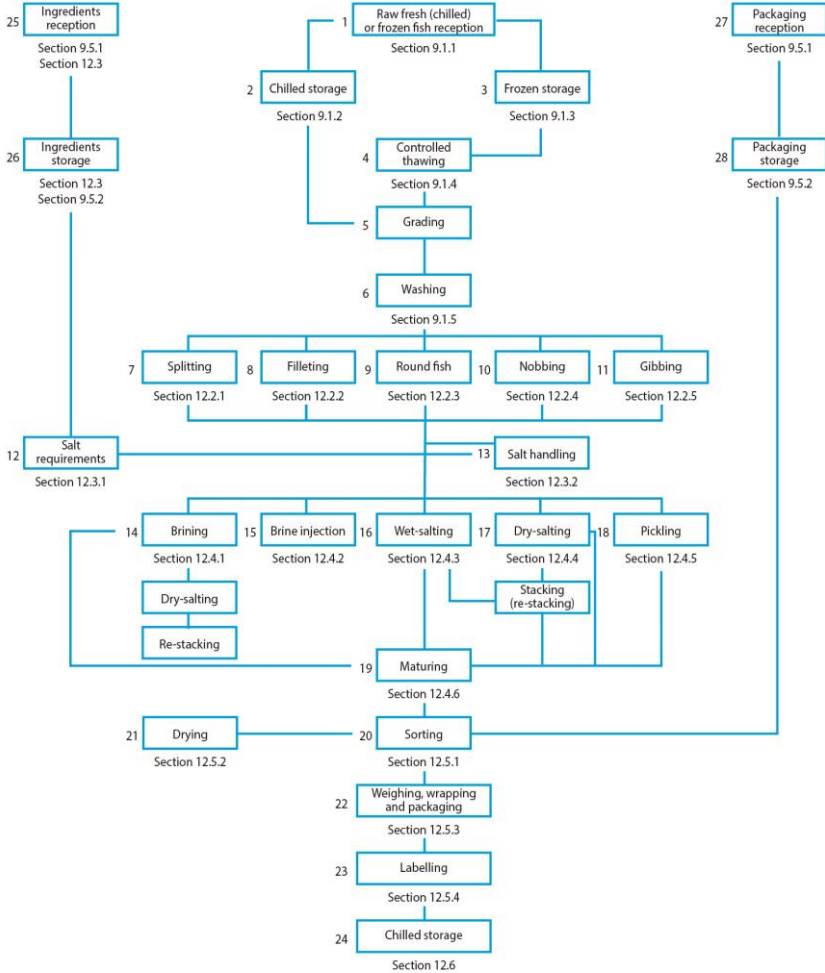 25
Ingredients
reception
Section 9.5.1
Section 12.3
1
Raw fresh (chilled)
or frozen fish reception
Section 9.1.1
27
Packaging
reception
Section 9.5.1
2
Chilled storage
Section 9.1.2
3
Frozen storage
Section 9.1.3
26
Ingredients
storage
Section 12.3
Section 9.5.2
4
Controlled
thawing
Section 9.1.4
28
Packaging
storage
Section 9.5.2
5
Grading
6
Washing
Section 9.1.5
7
Splitting
Section 12.2.1
8
Filleting
Section 12.2.2
9
Round fish
Section 12.2.3
10
Nobbing
Section 12.2.4
11
Gibbing
Section 12.2.5
12
Salt
requirements
Section 12.3.1
13
Salt handling
Section 12.3.2
14
Brining
Section 12.4.1
15
Brine injection
Section 12.4.2
16
Wet-salting
Section 12.4.3
17
Dry-salting
Section 12.4.4
18
Pickling
Section 12.4.5
Dry-salting
Stacking
(re-stacking)
Re-stacking
19
Maturing
Section 12.4.6
21
Drying
Section 12.5.2
20
Sorting
Section 12.5.1
22
Weighing, wrapping
and packaging
Section 12.5.3
23
Labelling
Section 12.5.4
24
Chilled storage
Section 12.6